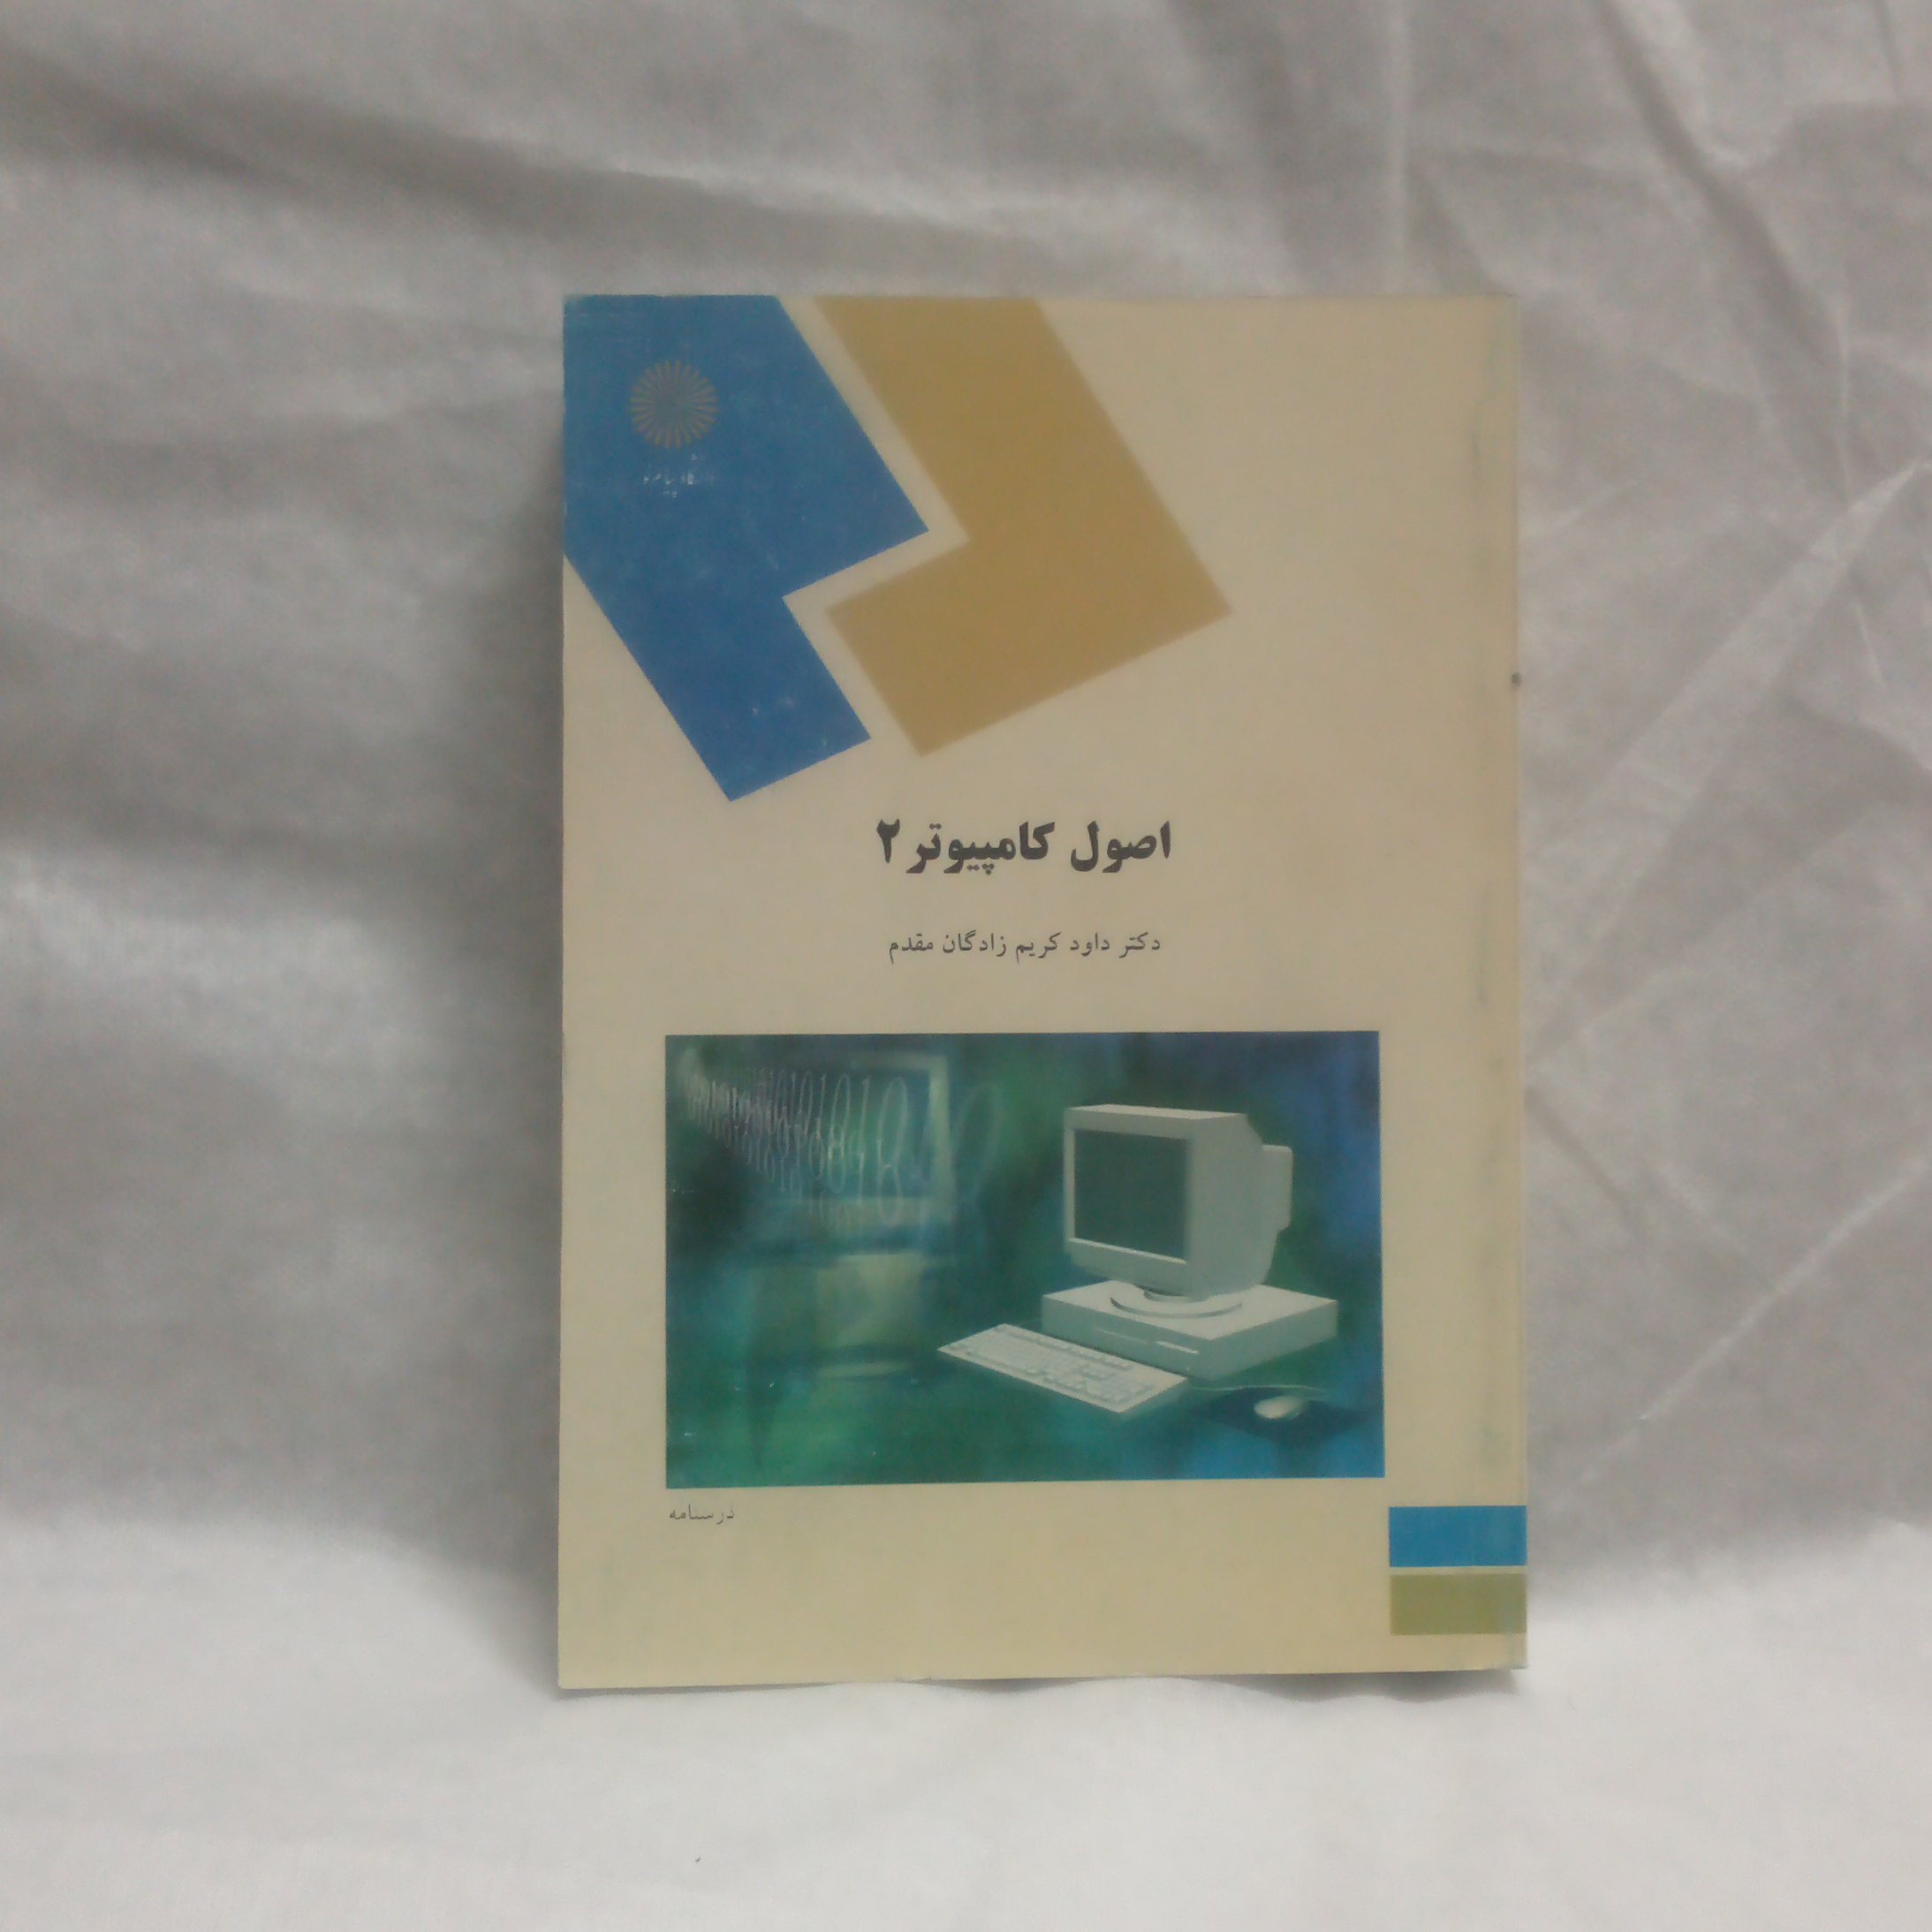 اصول کامپیوتر ۲
دکتر داود کریم زادگان مقدم
درسنامه